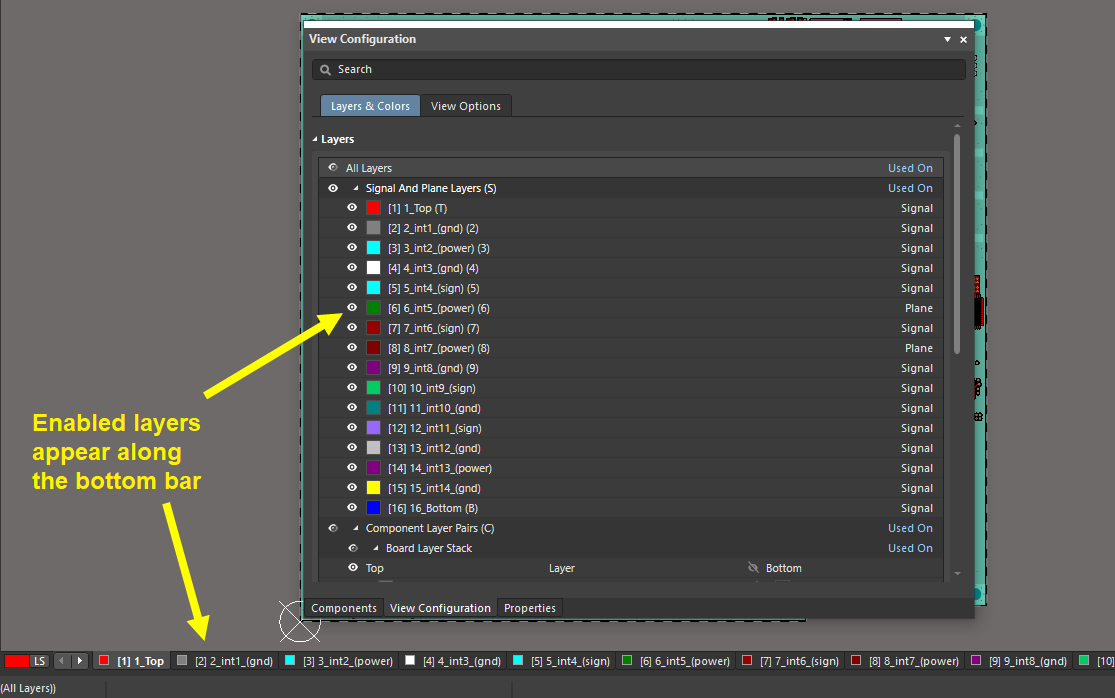 View Configuration
Search
Layers & Colors View Options
Layers
All Layers Used On
Signal And Plane Layers (S) Used On
[1] 1_Top (T) Signal
[2] 2_int1_(gnd) (2) Signal
[3] 3_int2_(power) (3) Signal
[4] 4_int3_(gnd) (4) Signal
[5] 5_int4_(sign) (5) Signal
[6] 6_int5_(power) (6) Plane
[7] 7_int6_(sign) (7) Signal
[8] 8_int7_(power) (8) Plane
[9] 9_int8_(gnd) (9) Signal
[10] 10_int9_(sign) Signal
[11] 11_int10_(gnd) Signal
[12] 12_int11_(sign) Signal
[13] 13_int12_(gnd) Signal
[14] 14_int13_(power) Signal
[15] 15_int14_(gnd) Signal
[16] 16_Bottom (B) Signal
Component Layer Pairs (C) Used On
Board Layer Stack Used On
Top Layer Bottom
Components View Configuration Properties
Enabled layers
appear along
the bottom bar
LS [1] 1_Top [2] 2_int1_(gnd) [3] 3_int2_(power) [4] 4_int3_(gnd) [5] 5_int4_(sign) [6] 6_int5_(power) [7] 7_int6_(sign) [8] 8_int7_(power) [9] 9_int8_(gnd) [10]
(All Layers))